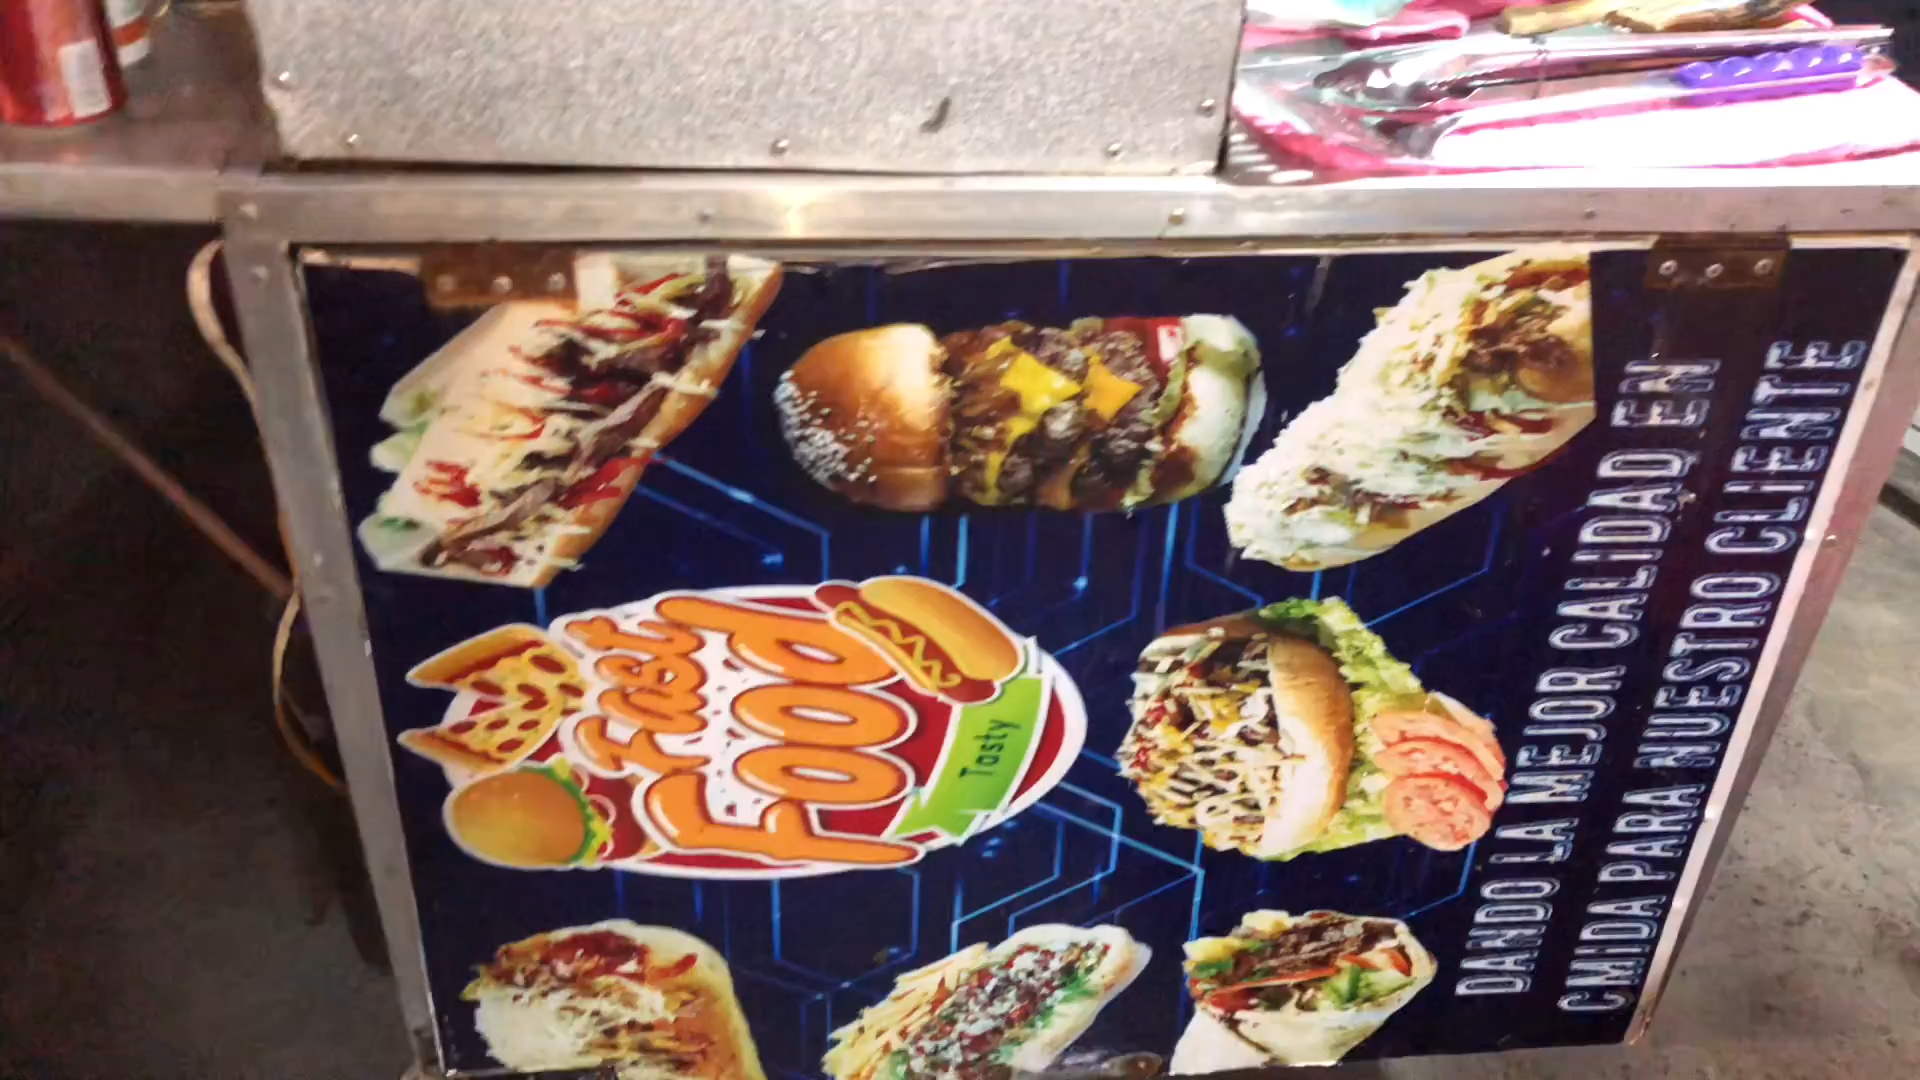 Fast
Food
Tasty
DANDO LA MEJOR CALIDAD EN
CMIDA PARA NUESTRO CLIENTE